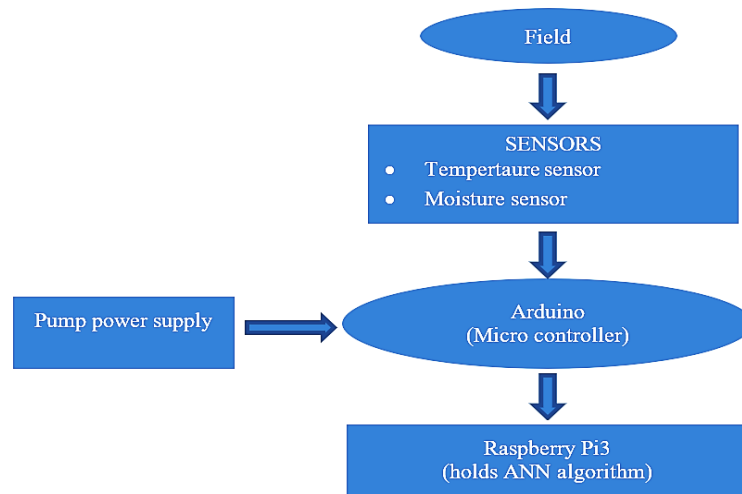 Field
SENSORS
● Tempertaure sensor
● Moisture sensor
Pump power supply
Arduino
(Micro controller)
Raspberry Pi3
(holds ANN algorithm)